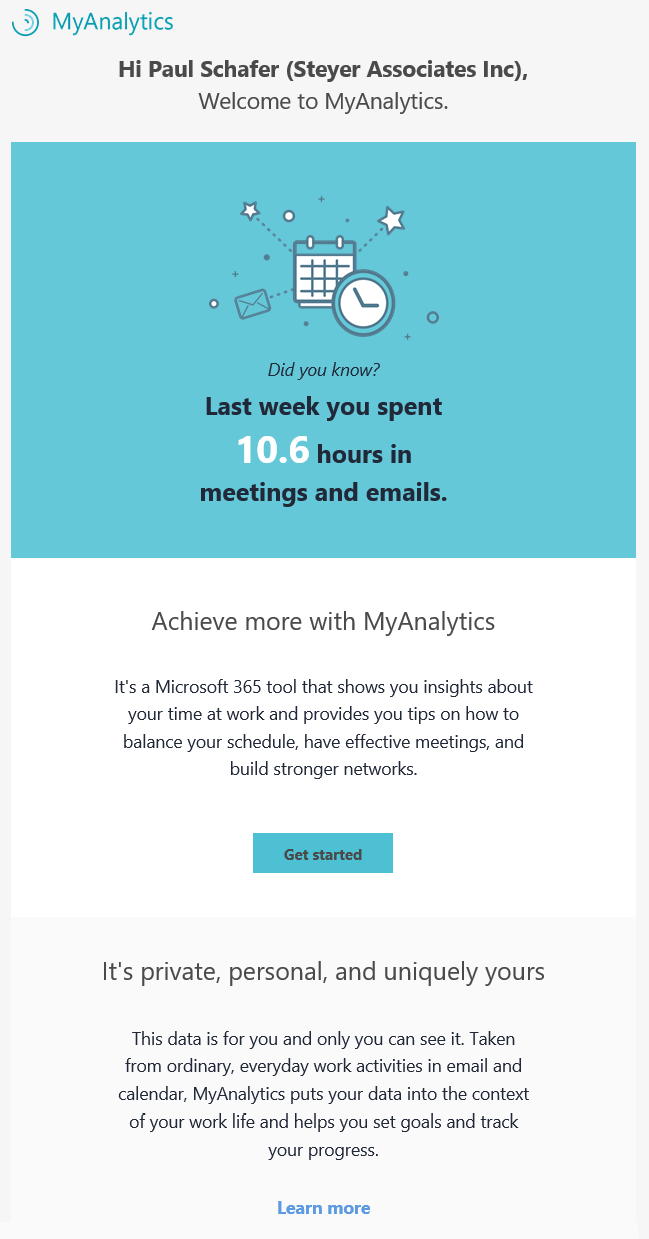 MyAnalytics
Hi Paul Schafer (Steyer Associates Inc),
Welcome to MyAnalytics.
Did you know?
Last week you spent
10.6 hours in
meetings and emails.
Achieve more with MyAnalytics
It's a Microsoft 365 tool that shows you insights about
your time at work and provides you tips on how to
balance your schedule, have effective meetings, and
build stronger networks.
Get started
It's private, personal, and uniquely yours
This data is for you and only you can see it. Taken
from ordinary, everyday work activities in email and
calendar, MyAnalytics puts your data into the context
of your work life and helps you set goals and track
your progress.
Learn more